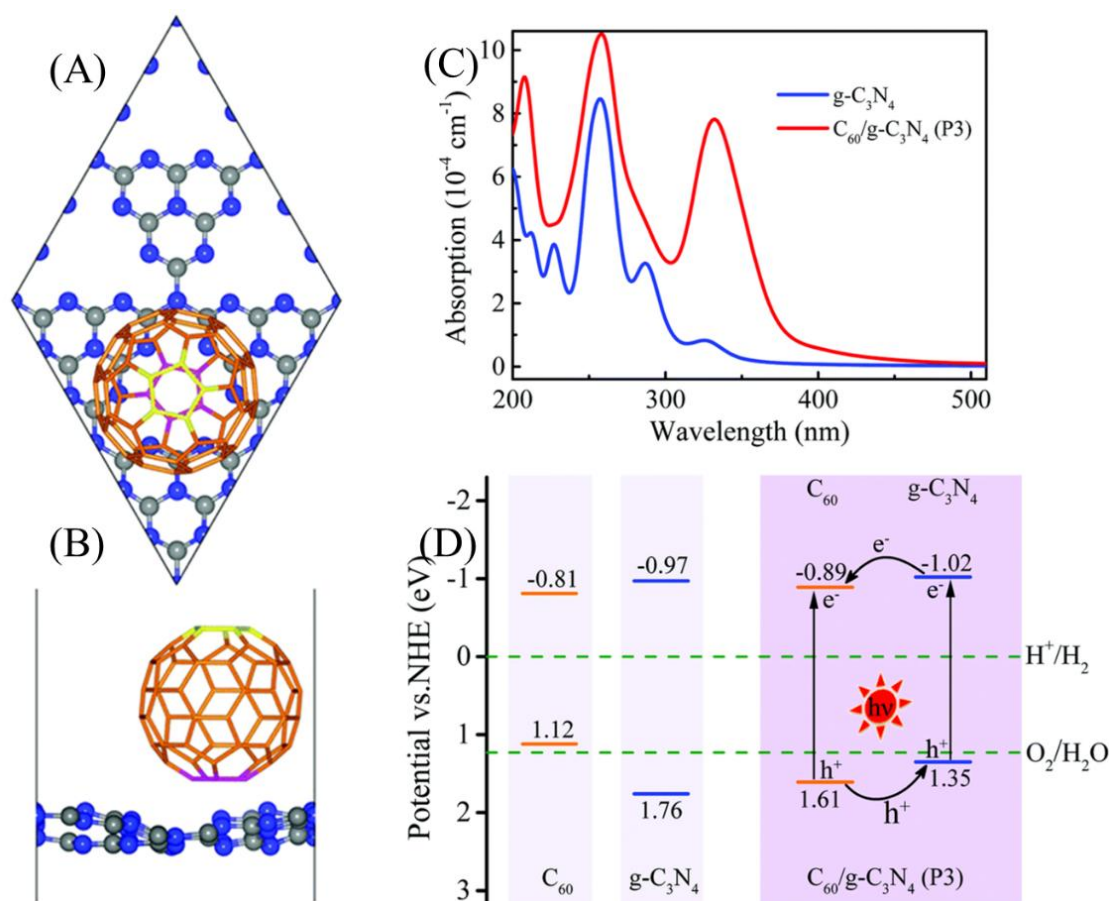 (A)
(B)
(C)
10
8
6
4
2
0
Absorption (10⁻⁴ cm⁻¹)
g-C₃N₄
C₆₀/g-C₃N₄ (P3)
200 300 400 500
Wavelength (nm)
(D)
-2
-1
0
1
2
3
Potential vs.NHE (eV)
C₆₀ g-C₃N₄
e⁻
-0.81 -0.97 -0.89 -1.02
e⁻ e⁻
H⁺/H₂
hν
1.12
h⁺ h⁺
O₂/H₂O
1.76 1.61 1.35
h⁺
C₆₀ g-C₃N₄ C₆₀/g-C₃N₄ (P3)